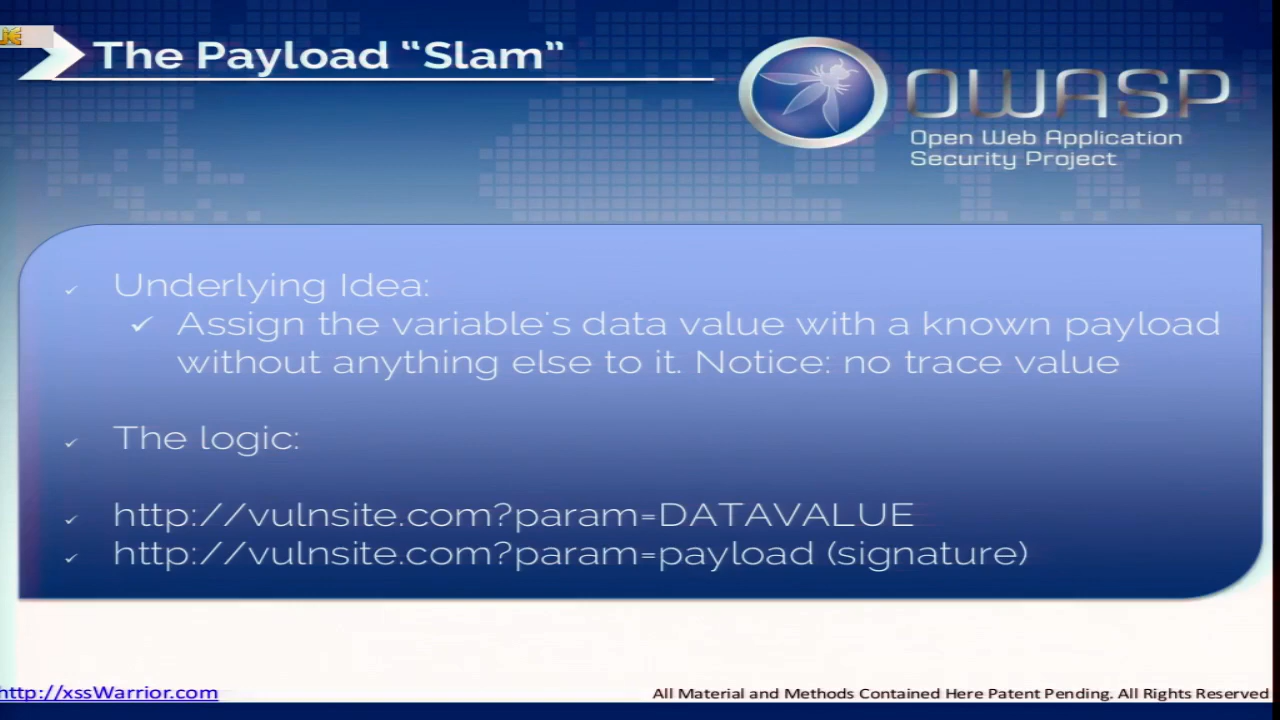 The Payload “Slam”
OWASP
Open Web Application
Security Project
Underlying Idea:
Assign the variable's data value with a known payload
without anything else to it. Notice: no trace value
The logic:
http://vulnsite.com?param=DATAVALUE
http://vulnsite.com?param=payload (signature)
http://xssWarrior.com
All Material and Methods Contained Here Patent Pending. All Rights Reserved